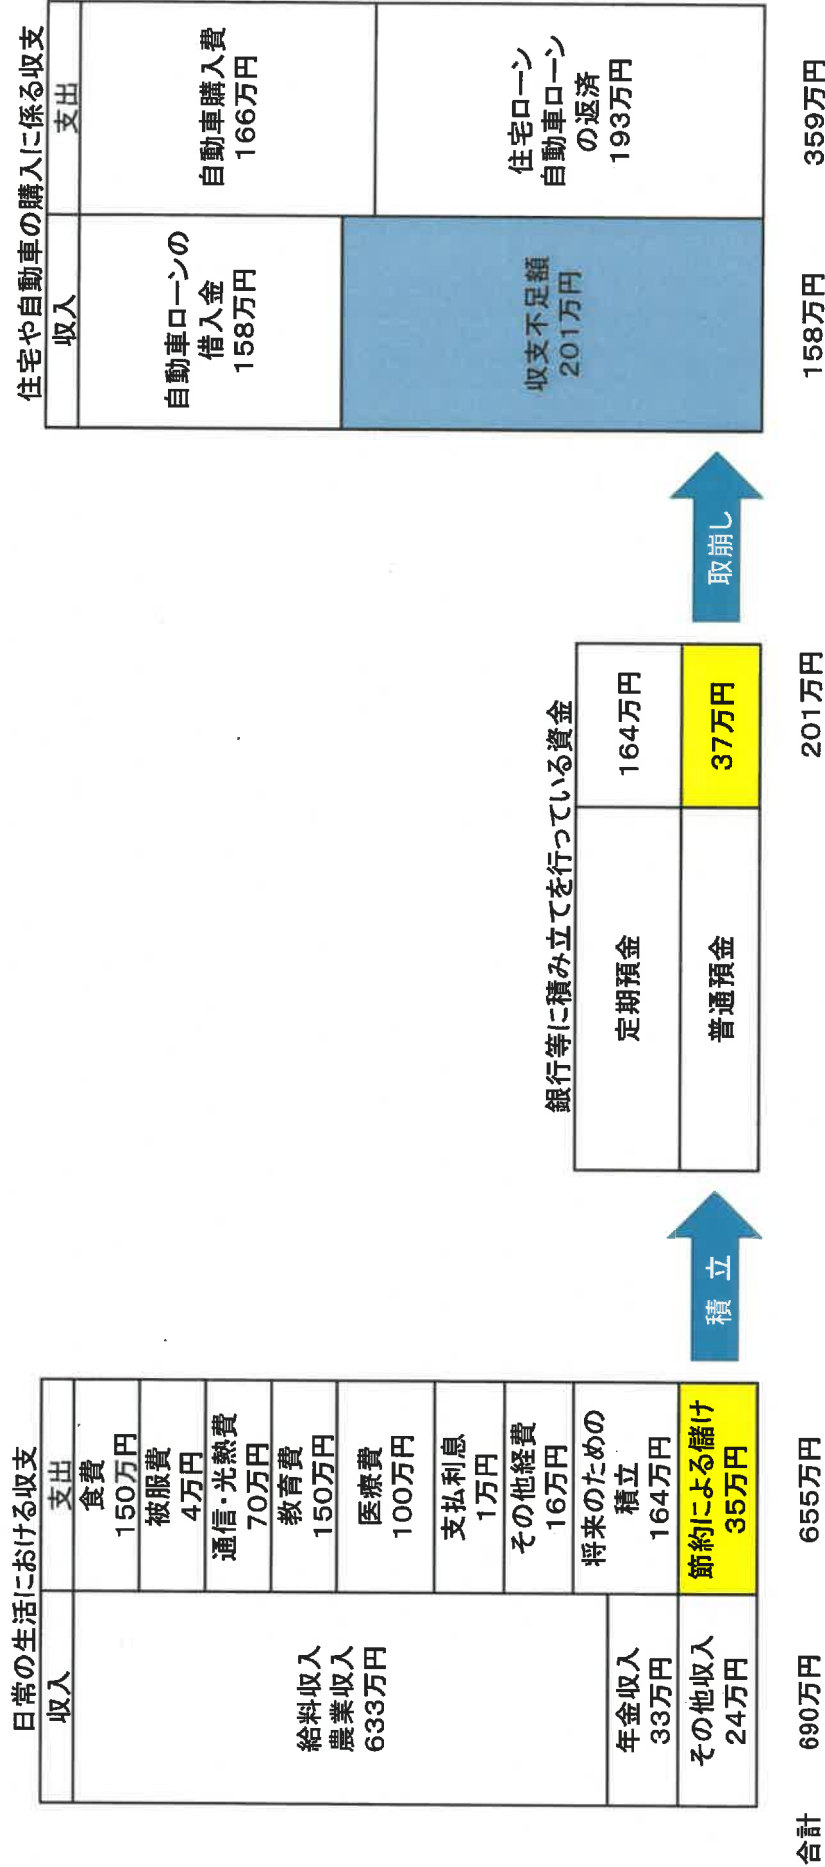 日常の生活における収支
収入
支出
給料収入
農業収入
633万円
年金収入
33万円
その他収入
24万円
食費
150万円
被服費
4万円
通信・光熱費
70万円
教育費
150万円
医療費
100万円
支払利息
1万円
その他経費
16万円
将来のための
積立
164万円
節約による儲け
35万円
合計
690万円
655万円
積 立
銀行等に積み立てを行っている資金
定期預金
164万円
普通預金
37万円
201万円
取崩し
住宅や自動車の購入に係る収支
収入
支出
自動車ローンの
借入金
158万円
収支不足額
201万円
自動車購入費
166万円
住宅ローン
自動車ローン
の返済
193万円
158万円
359万円